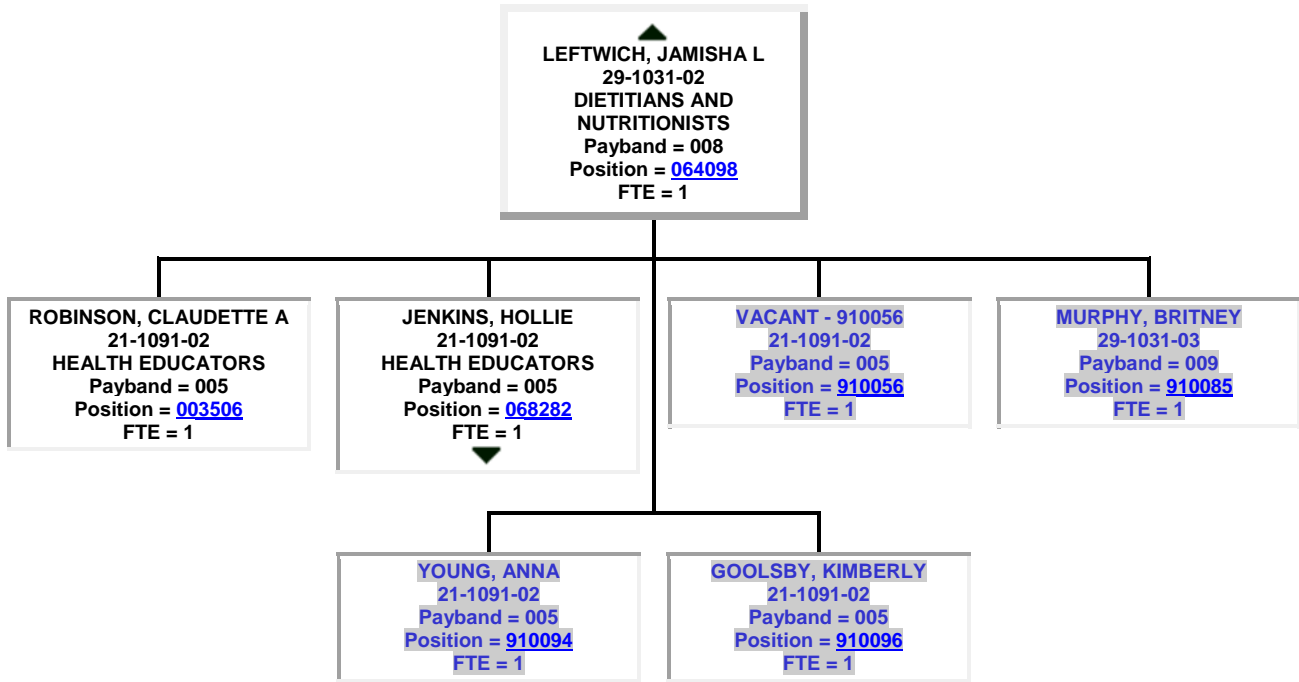 LEFTWICH, JAMISHA L
29-1031-02
DIETITIANS AND
NUTRITIONISTS
Payband = 008
Position = 064098
FTE = 1
ROBINSON, CLAUDETTE A
21-1091-02
HEALTH EDUCATORS
Payband = 005
Position = 003506
FTE = 1
JENKINS, HOLLIE
21-1091-02
HEALTH EDUCATORS
Payband = 005
Position = 068282
FTE = 1
VACANT - 910056
21-1091-02
Payband = 005
Position = 910056
FTE = 1
MURPHY, BRITNEY
29-1031-03
Payband = 009
Position = 910085
FTE = 1
YOUNG, ANNA
21-1091-02
Payband = 005
Position = 910094
FTE = 1
GOOLSBY, KIMBERLY
21-1091-02
Payband = 005
Position = 910096
FTE = 1